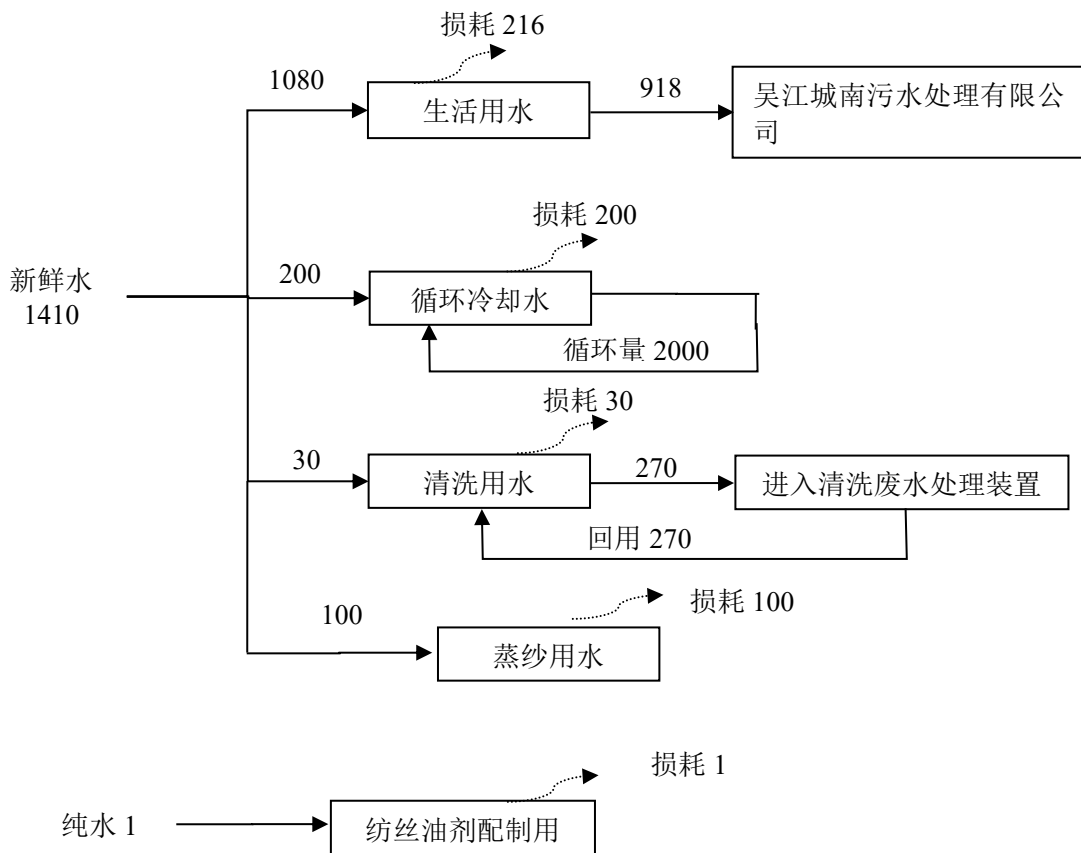 损耗 216
1080
生活用水
918
吴江城南污水处理有限公
司
损耗 200
新鲜水
1410
200
循环冷却水
循环量 2000
损耗 30
30
清洗用水
270
进入清洗废水处理装置
回用 270
损耗 100
100
蒸纱用水
损耗 1
纯水 1
纺丝油剂配制用